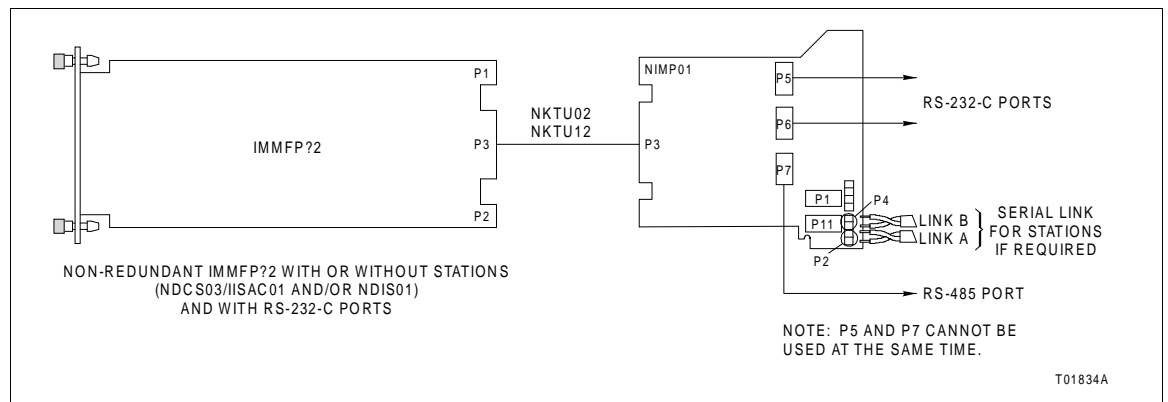 P1
IMMFP?2
P3
P2
NON-REDUNDANT IMMFP?2 WITH OR WITHOUT STATIONS
(NDCS03/IISAC01 AND/OR NDIS01)
AND WITH RS-232-C PORTS
NKTU02
NKTU12
NIMP01
P3
P5
P6
P7
RS-232-C PORTS
P1
P4
P11
P2
LINK B
LINK A
SERIAL LINK
FOR STATIONS
IF REQUIRED
RS-485 PORT
NOTE: P5 AND P7 CANNOT BE
USED AT THE SAME TIME.
T01834A